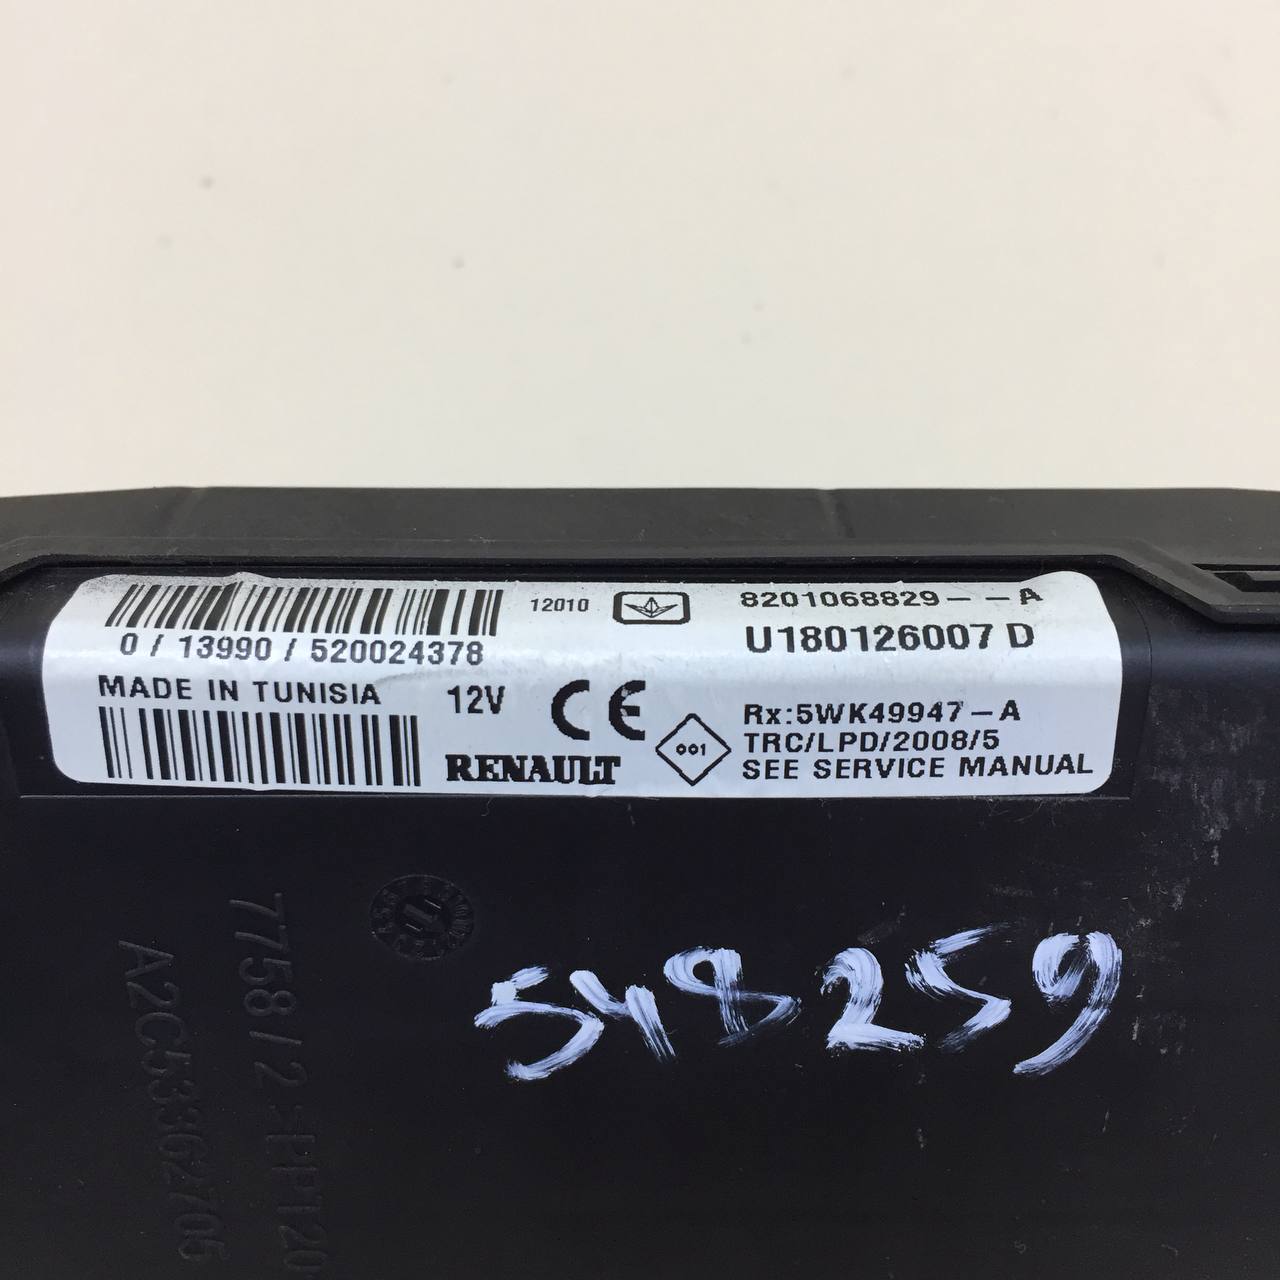 12010
8201068829--A
0 / 13990 / 520024378
U180126007 D
MADE IN TUNISIA
12V
CE
Rx:5WK49947-A
001
TRC/LPD/2008/5
RENAULT
SEE SERVICE MANUAL
548259
A2C53362705